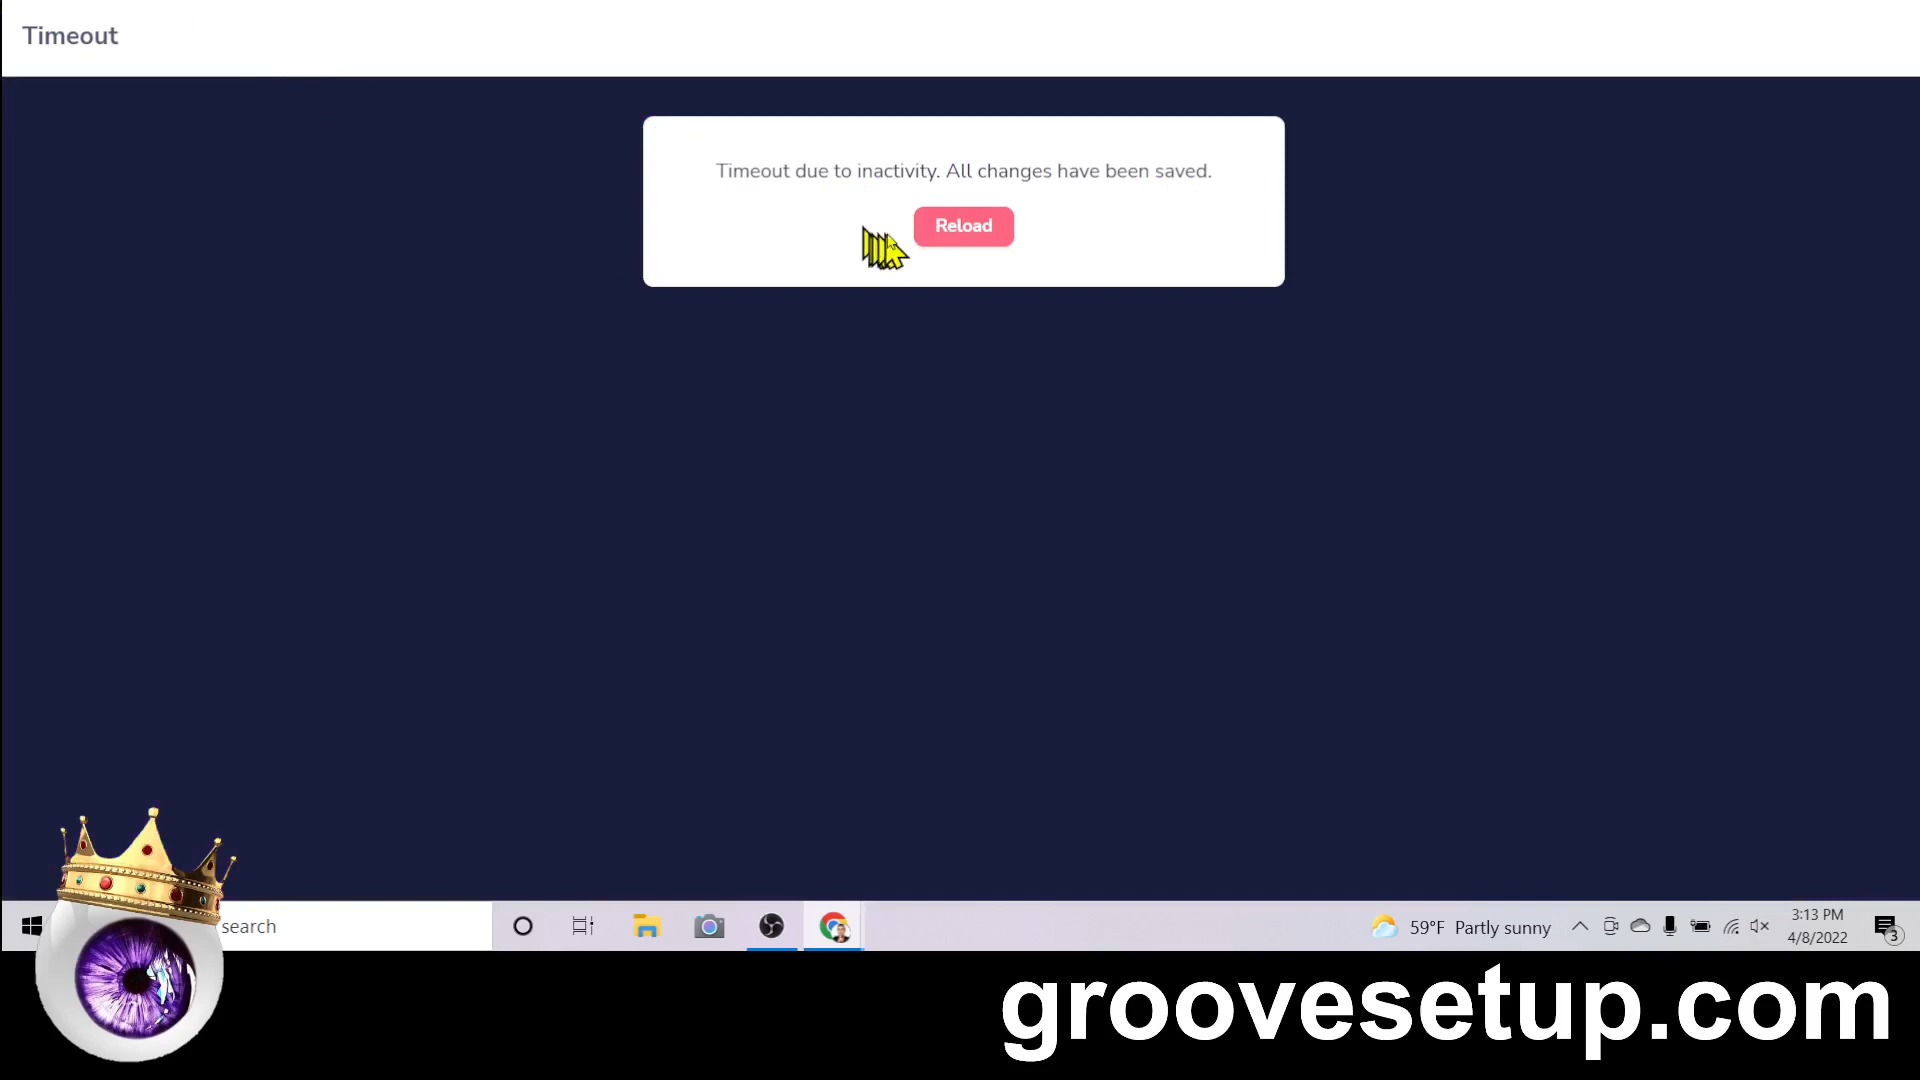 Timeout
Timeout due to inactivity. All changes have been saved.
Reload
search
59°F Partly sunny
3:13 PM
4/8/2022
3
groovesetup.com